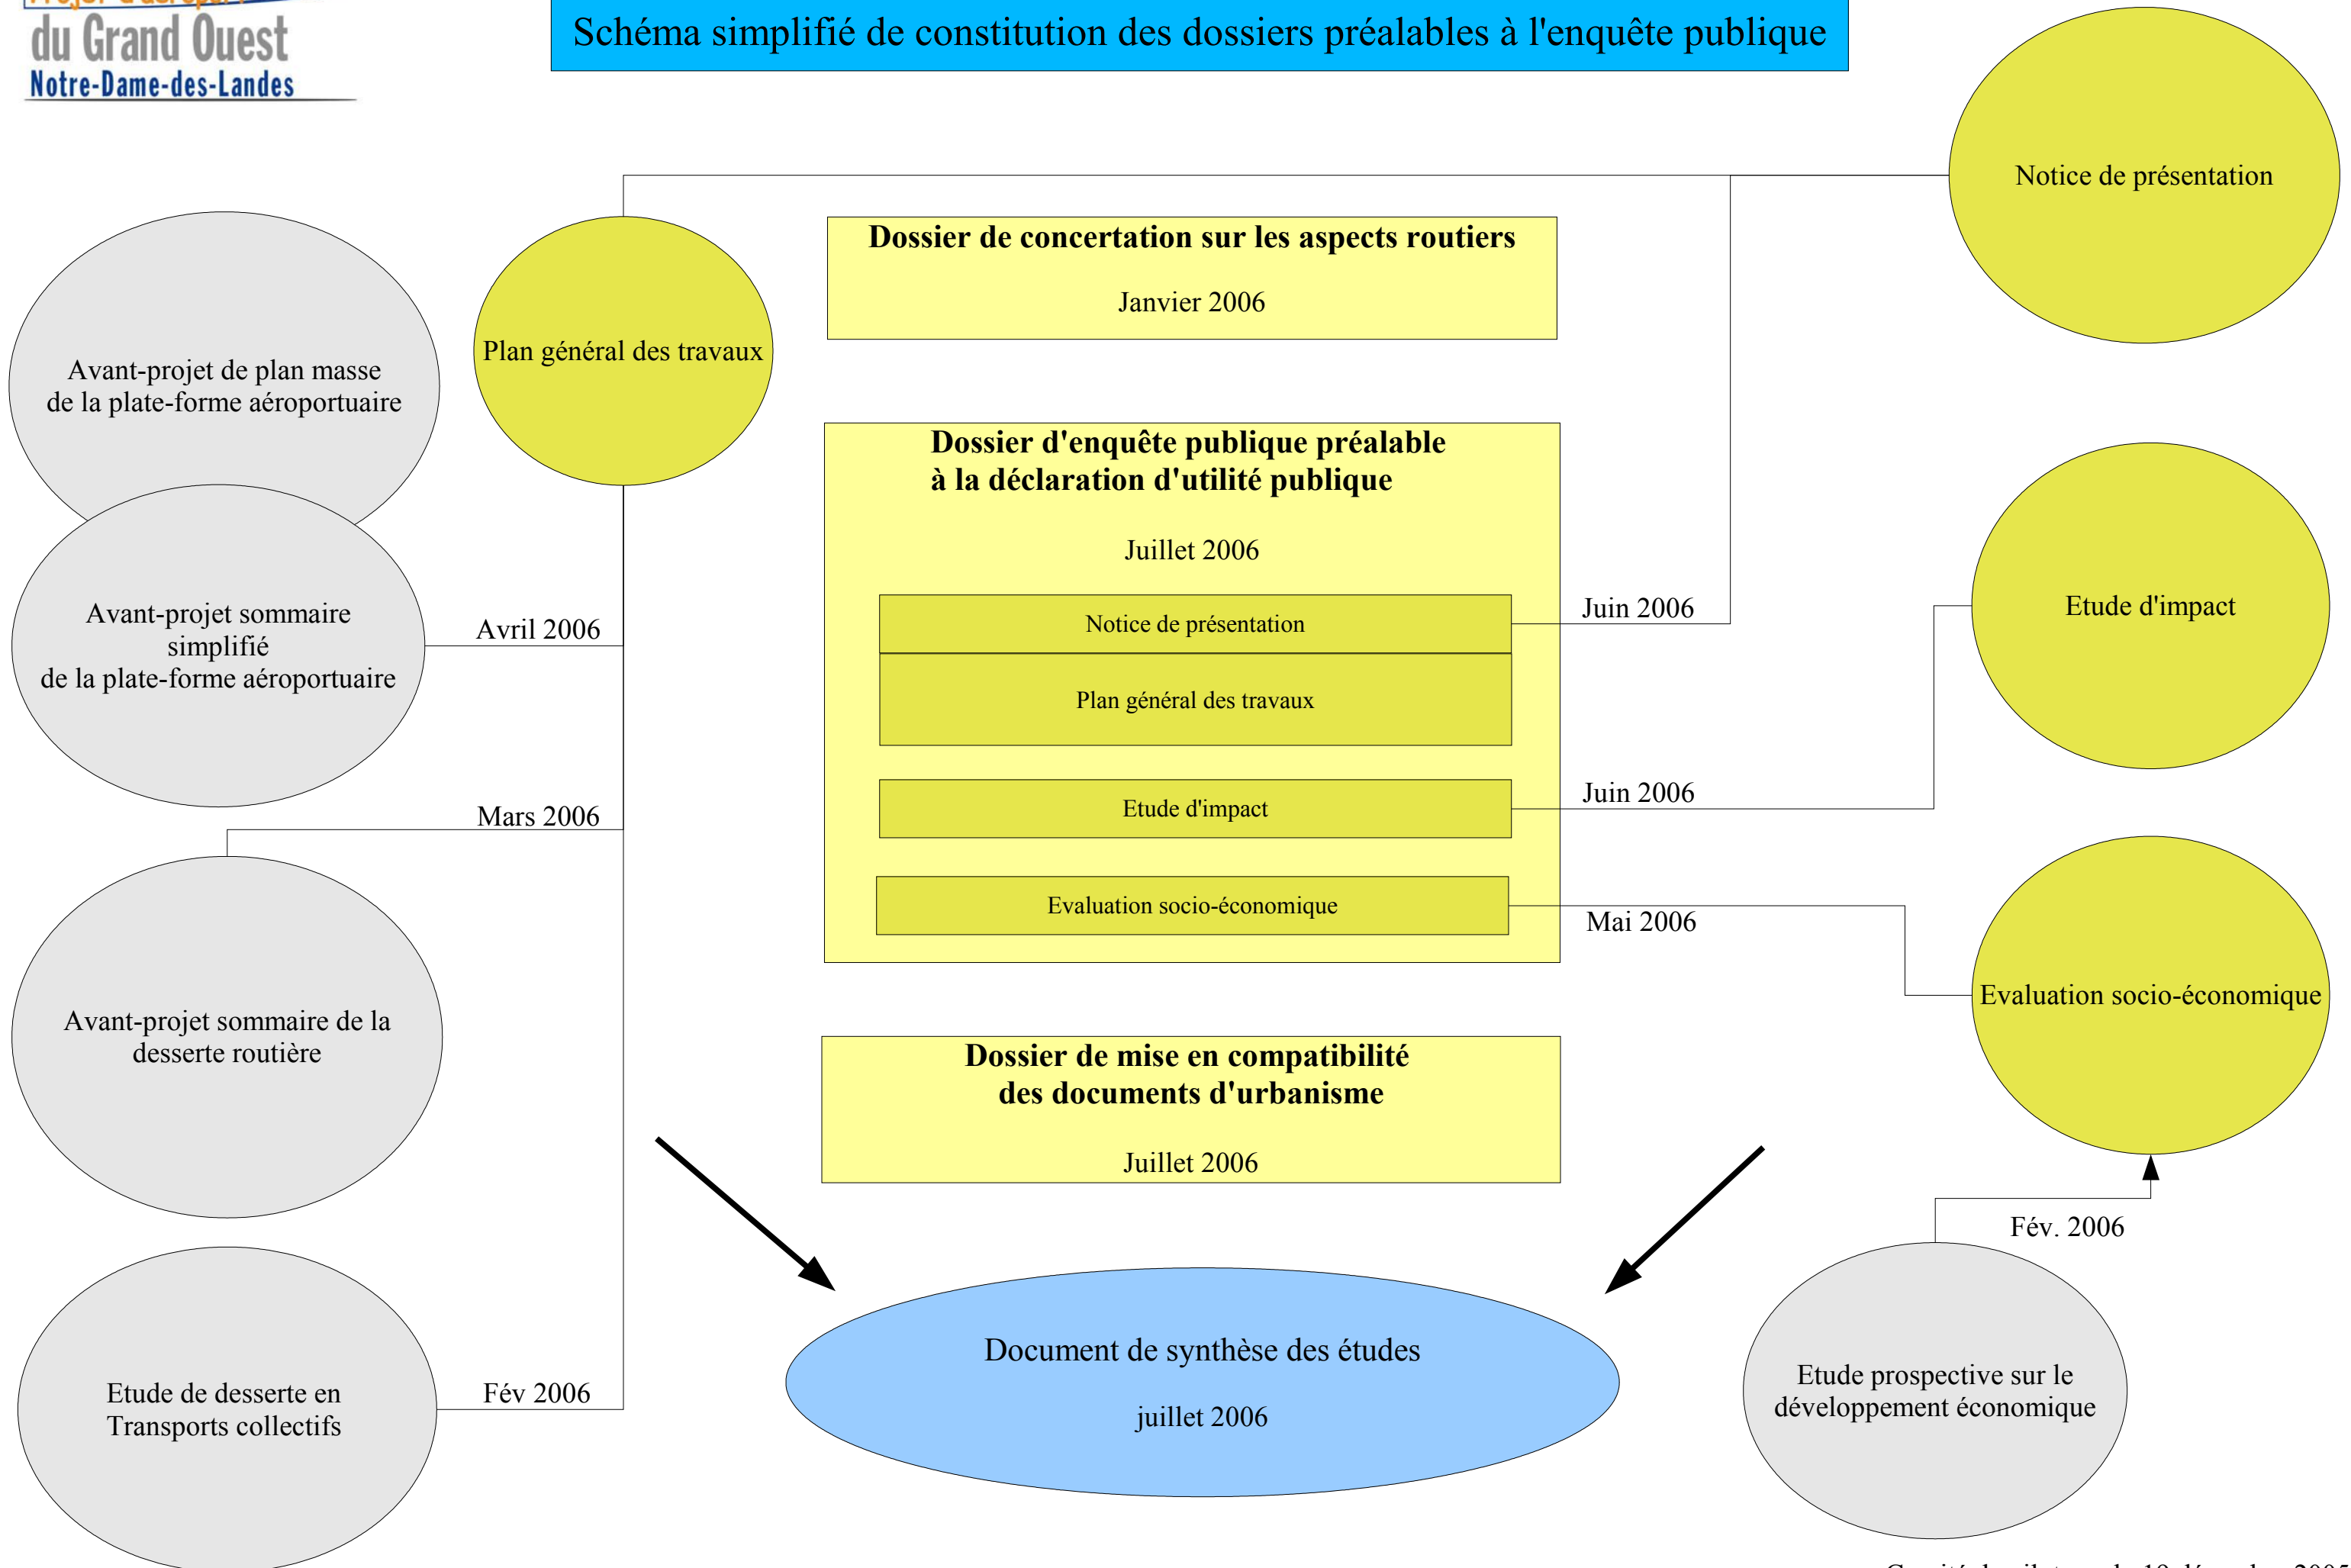 du Grand Ouest
Notre-Dame-des-Landes
Schéma simplifié de constitution des dossiers préalables à l'enquête publique
Notice de présentation
Dossier de concertation sur les aspects routiers
Janvier 2006
Plan général des travaux
Avant-projet de plan masse
de la plate-forme aéroportuaire
Dossier d'enquête publique préalable
à la déclaration d'utilité publique
Juillet 2006
Notice de présentation
Plan général des travaux
Etude d'impact
Evaluation socio-économique
Juin 2006
Juin 2006
Mai 2006
Etude d'impact
Evaluation socio-économique
Avant-projet sommaire
simplifié
de la plate-forme aéroportuaire
Avril 2006
Mars 2006
Avant-projet sommaire de la
desserte routière
Dossier de mise en compatibilité
des documents d'urbanisme
Juillet 2006
Fév. 2006
Etude de desserte en
Transports collectifs
Fév 2006
Document de synthèse des études
juillet 2006
Etude prospective sur le
développement économique